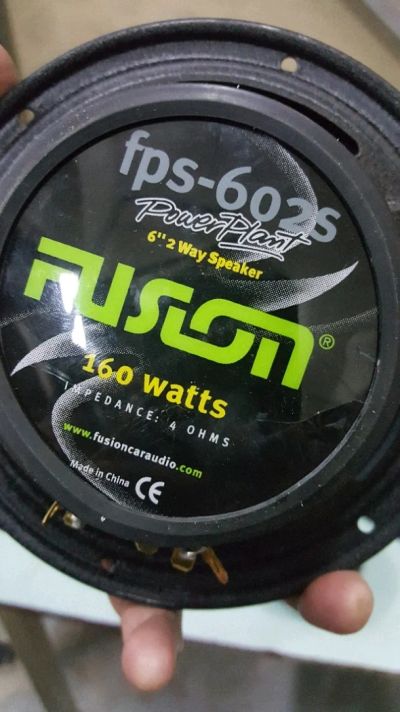 fps-602s
PowerPlant
6'' 2 Way Speaker
FUSION®
160 watts
IMPEDANCE: 4 OHMS
www.fusioncaraudio.com
Made in China CE